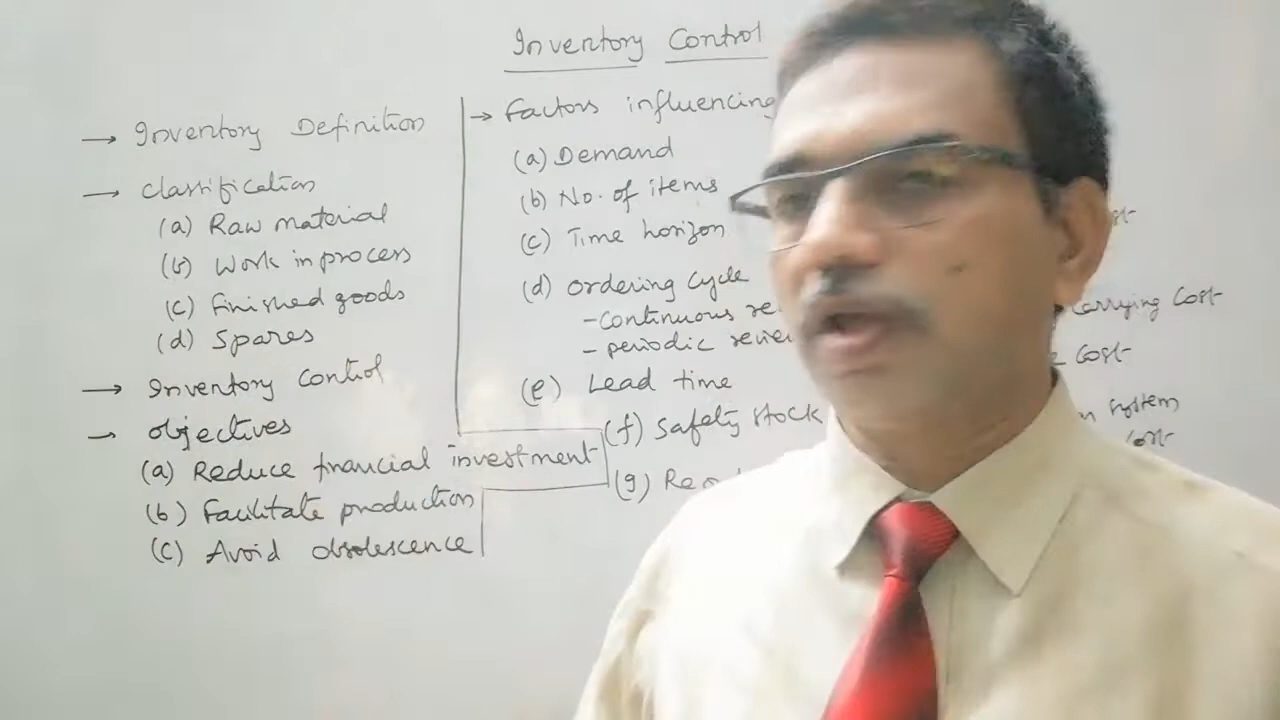 Inventory Control
→ Inventory Definition
→ Classification
(a) Raw material
(b) Work in process
(c) Finished goods
(d) Spares
→ Inventory Control
→ Objectives
(a) Reduce financial investment
(b) Facilitate production
(c) Avoid obsolescence
→ Factors influencing
(a) Demand
(b) No. of items
(c) Time horizon
(d) Ordering Cycle
- Continuous
- periodic
(e) Lead time
(f) Safety stock
(g)
carrying Cost
Cost
system